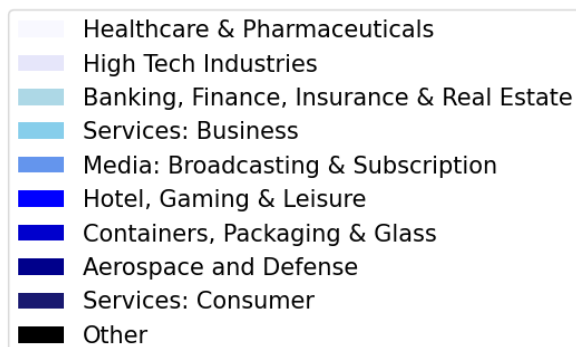 Healthcare & Pharmaceuticals
High Tech Industries
Banking, Finance, Insurance & Real Estate
Services: Business
Media: Broadcasting & Subscription
Hotel, Gaming & Leisure
Containers, Packaging & Glass
Aerospace and Defense
Services: Consumer
Other